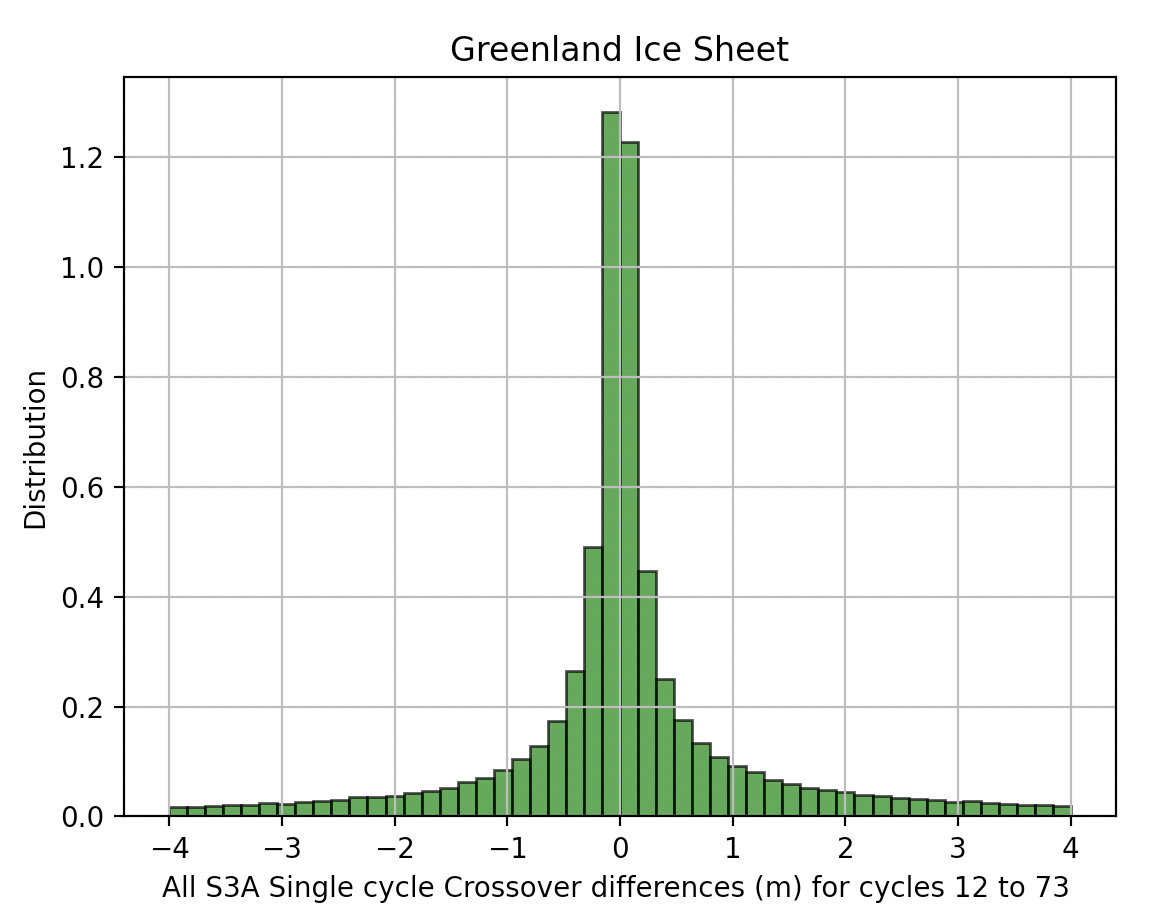 Greenland Ice Sheet
Distribution
1.2
1.0
0.8
0.6
0.4
0.2
0.0
−4 −3 −2 −1 0 1 2 3 4
All S3A Single cycle Crossover differences (m) for cycles 12 to 73